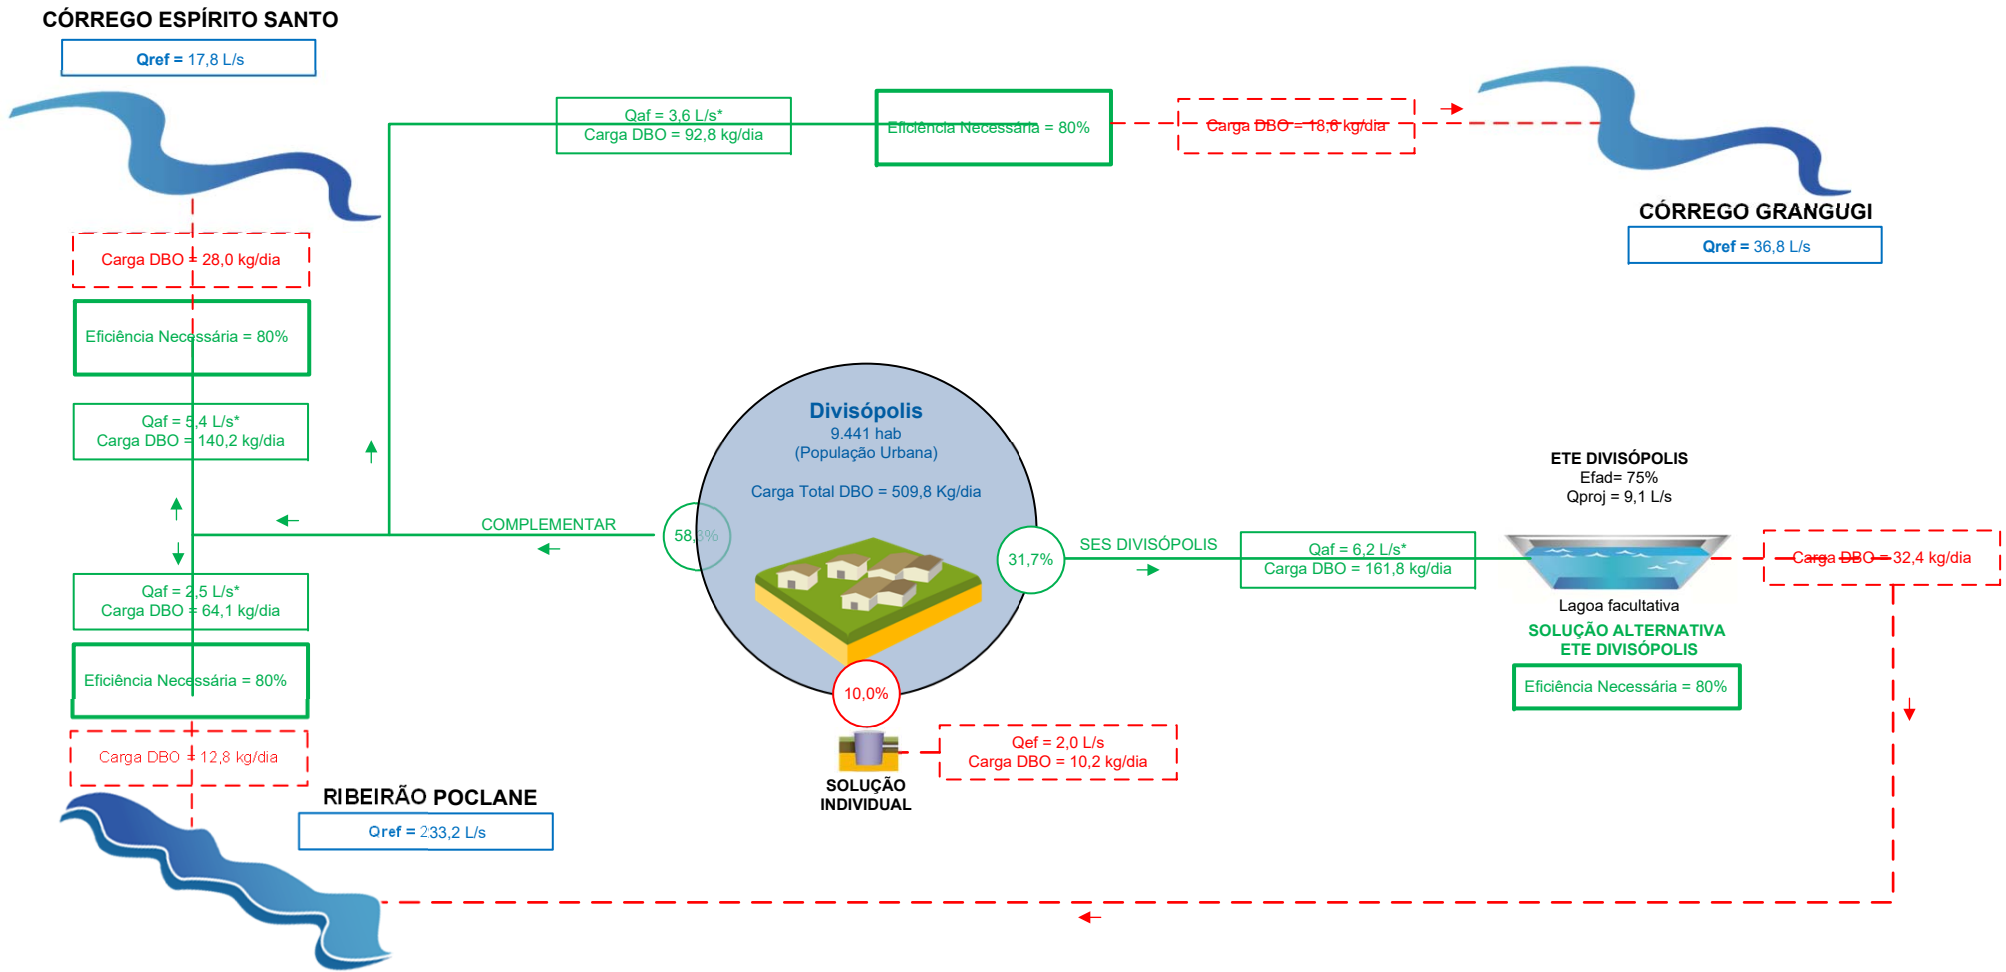 CÓRREGO ESPÍRITO SANTO
Qref = 17,8 L/s
Qaf = 3,6 L/s*
Carga DBO = 92,8 kg/dia
Eficiência Necessária = 80%
Carga DBO = 18,6 kg/dia
CÓRREGO GRANGUGI
Qref = 36,8 L/s
Carga DBO = 28,0 kg/dia
Eficiência Necessária = 80%
Qaf = 5,4 L/s*
Carga DBO = 140,2 kg/dia
COMPLEMENTAR
58,3%
Divisópolis
9.441 hab
(População Urbana)
Carga Total DBO = 509,8 Kg/dia
31,7%
SES DIVISÓPOLIS
Qaf = 6,2 L/s*
Carga DBO = 161,8 kg/dia
ETE DIVISÓPOLIS
Efad= 75%
Qproj = 9,1 L/s
Carga DBO = 32,4 kg/dia
Lagoa facultativa
SOLUÇÃO ALTERNATIVA
ETE DIVISÓPOLIS
Eficiência Necessária = 80%
Qaf = 2,5 L/s*
Carga DBO = 64,1 kg/dia
Eficiência Necessária = 80%
Carga DBO = 12,8 kg/dia
10,0%
Qef = 2,0 L/s
Carga DBO = 10,2 kg/dia
SOLUÇÃO
INDIVIDUAL
RIBEIRÃO POCLANE
Qref = 233,2 L/s